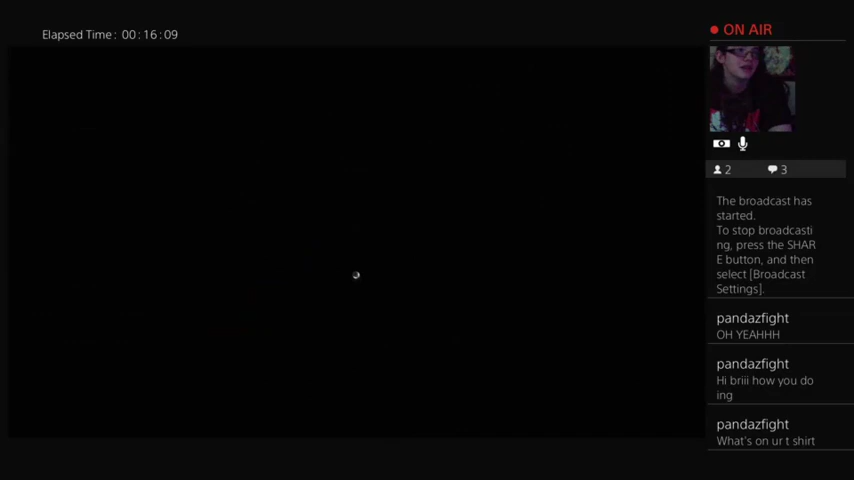 Elapsed Time: 00:16:09
ON AIR
2 3
The broadcast has
started.
To stop broadcasti
ng, press the SHAR
E button, and then
select [Broadcast
Settings].
pandazfight
OH YEAHHH
pandazfight
Hi briii how you do
ing
pandazfight
What's on ur t shirt